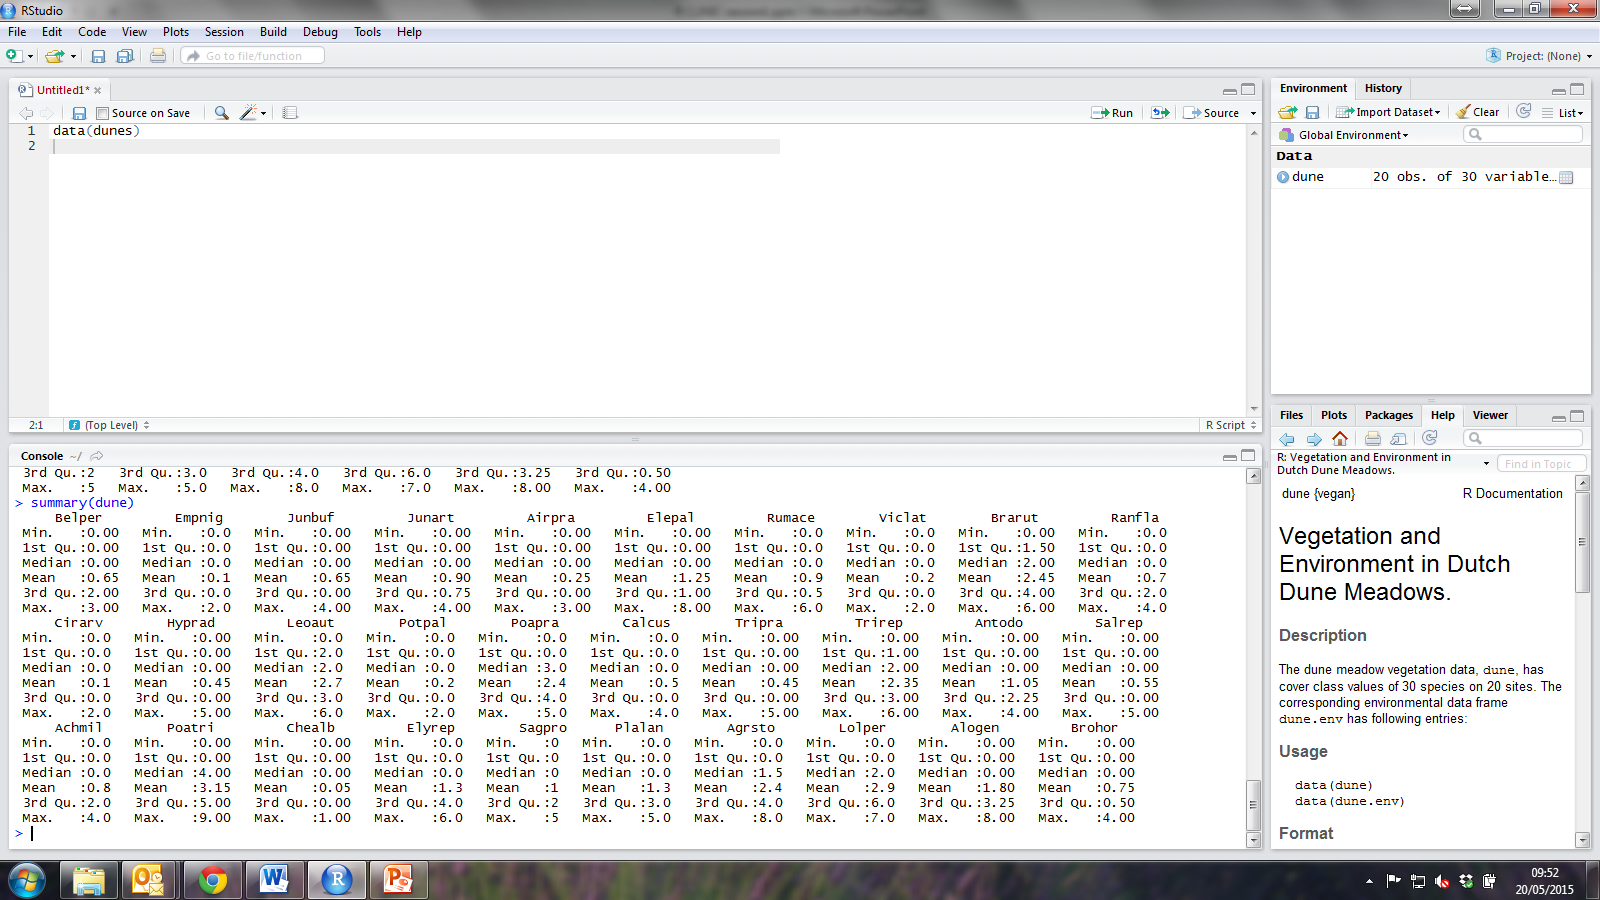 RStudio
File Edit Code View Plots Session Build Debug Tools Help
Go to file/function Project: (None)
Untitled1*
Source on Save Run Source
1 data(dunes)
2
2:1 (Top Level) R Script
Environment History
Import Dataset Clear List
Global Environment
Data
dune 20 obs. of 30 variable…
Files Plots Packages Help Viewer
R: Vegetation and Environment in
Dutch Dune Meadows. Find in Topic
dune {vegan} R Documentation
Vegetation and
Environment in Dutch
Dune Meadows.
Description
The dune meadow vegetation data, dune, has
cover class values of 30 species on 20 sites. The
corresponding environmental data frame
dune.env has following entries:
Usage
data(dune)
data(dune.env)
Format
Console ~/
3rd Qu.:2 3rd Qu.:3.0 3rd Qu.:4.0 3rd Qu.:6.0 3rd Qu.:3.25 3rd Qu.:0.50
Max. :5 Max. :5.0 Max. :8.0 Max. :7.0 Max. :8.00 Max. :4.00
> summary(dune)
Belper Empnig Junbuf Junart Airpra Elepal Rumace Viclat Brarut Ranfla
Min. :0.00 Min. :0.0 Min. :0.00 Min. :0.00 Min. :0.00 Min. :0.00 Min. :0.0 Min. :0.0 Min. :0.00 Min. :0.0
1st Qu.:0.00 1st Qu.:0.0 1st Qu.:0.00 1st Qu.:0.00 1st Qu.:0.00 1st Qu.:0.00 1st Qu.:0.0 1st Qu.:0.0 1st Qu.:1.50 1st Qu.:0.0
Median :0.00 Median :0.0 Median :0.00 Median :0.00 Median :0.00 Median :0.00 Median :0.0 Median :0.0 Median :2.00 Median :0.0
Mean :0.65 Mean :0.1 Mean :0.65 Mean :0.90 Mean :0.25 Mean :1.25 Mean :0.9 Mean :0.2 Mean :2.45 Mean :0.7
3rd Qu.:2.00 3rd Qu.:0.0 3rd Qu.:0.00 3rd Qu.:0.75 3rd Qu.:0.00 3rd Qu.:1.00 3rd Qu.:0.5 3rd Qu.:0.0 3rd Qu.:4.00 3rd Qu.:2.0
Max. :3.00 Max. :2.0 Max. :4.00 Max. :4.00 Max. :3.00 Max. :8.00 Max. :6.0 Max. :2.0 Max. :6.00 Max. :4.0
Cirarv Hyprad Leoaut Potpal Poapra Calcus Tripra Trirep Antodo Salrep
Min. :0.0 Min. :0.00 Min. :0.0 Min. :0.0 Min. :0.0 Min. :0.0 Min. :0.00 Min. :0.00 Min. :0.00 Min. :0.00
1st Qu.:0.0 1st Qu.:0.00 1st Qu.:2.0 1st Qu.:0.0 1st Qu.:0.0 1st Qu.:0.0 1st Qu.:0.00 1st Qu.:1.00 1st Qu.:0.00 1st Qu.:0.00
Median :0.0 Median :0.00 Median :2.0 Median :0.0 Median :3.0 Median :0.0 Median :0.00 Median :2.00 Median :0.00 Median :0.00
Mean :0.1 Mean :0.45 Mean :2.7 Mean :0.2 Mean :2.4 Mean :0.5 Mean :0.45 Mean :2.35 Mean :1.05 Mean :0.55
3rd Qu.:0.0 3rd Qu.:0.00 3rd Qu.:3.0 3rd Qu.:0.0 3rd Qu.:4.0 3rd Qu.:0.0 3rd Qu.:0.00 3rd Qu.:3.00 3rd Qu.:2.25 3rd Qu.:0.00
Max. :2.0 Max. :5.00 Max. :6.0 Max. :2.0 Max. :5.0 Max. :4.0 Max. :5.00 Max. :6.00 Max. :4.00 Max. :5.00
Achmil Poatri Chealb Elyrep Sagpro Plalan Agrsto Lolper Alogen Brohor
Min. :0.0 Min. :0.00 Min. :0.00 Min. :0.0 Min. :0 Min. :0.0 Min. :0.0 Min. :0.0 Min. :0.00 Min. :0.00
1st Qu.:0.0 1st Qu.:0.00 1st Qu.:0.00 1st Qu.:0.0 1st Qu.:0 1st Qu.:0.0 1st Qu.:0.0 1st Qu.:0.0 1st Qu.:0.00 1st Qu.:0.00
Median :0.0 Median :4.00 Median :0.00 Median :0.0 Median :0 Median :0.0 Median :1.5 Median :2.0 Median :0.00 Median :0.00
Mean :0.8 Mean :3.15 Mean :0.05 Mean :1.3 Mean :1 Mean :1.3 Mean :2.4 Mean :2.9 Mean :1.80 Mean :0.75
3rd Qu.:2.0 3rd Qu.:5.00 3rd Qu.:0.00 3rd Qu.:4.0 3rd Qu.:2 3rd Qu.:3.0 3rd Qu.:4.0 3rd Qu.:6.0 3rd Qu.:3.25 3rd Qu.:0.50
Max. :4.0 Max. :9.00 Max. :1.00 Max. :6.0 Max. :5 Max. :5.0 Max. :8.0 Max. :7.0 Max. :8.00 Max. :4.00
>
09:52
20/05/2015